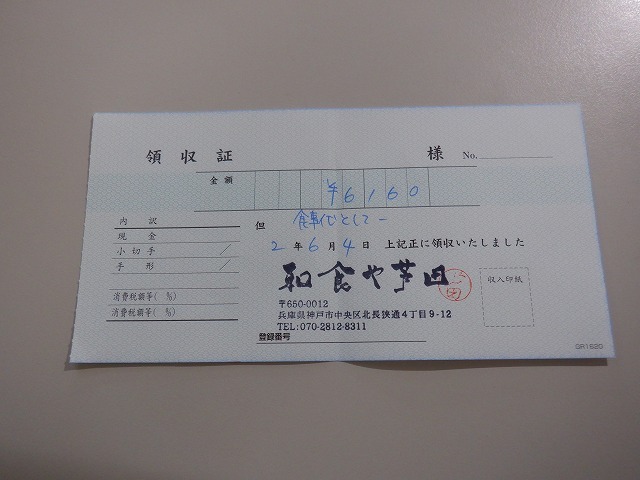 領収証 様 No.
金額 ¥6160
但 食事代として
内訳
現金
小切手 /
手形 /
2年6月4日 上記正に領収いたしました
和食や芦田
収入印紙
消費税額等( %)
消費税額等( %)
〒650-0012
兵庫県神戸市中央区北長狭通4丁目9-12
TEL:070-2812-8311
登録番号
GR1520